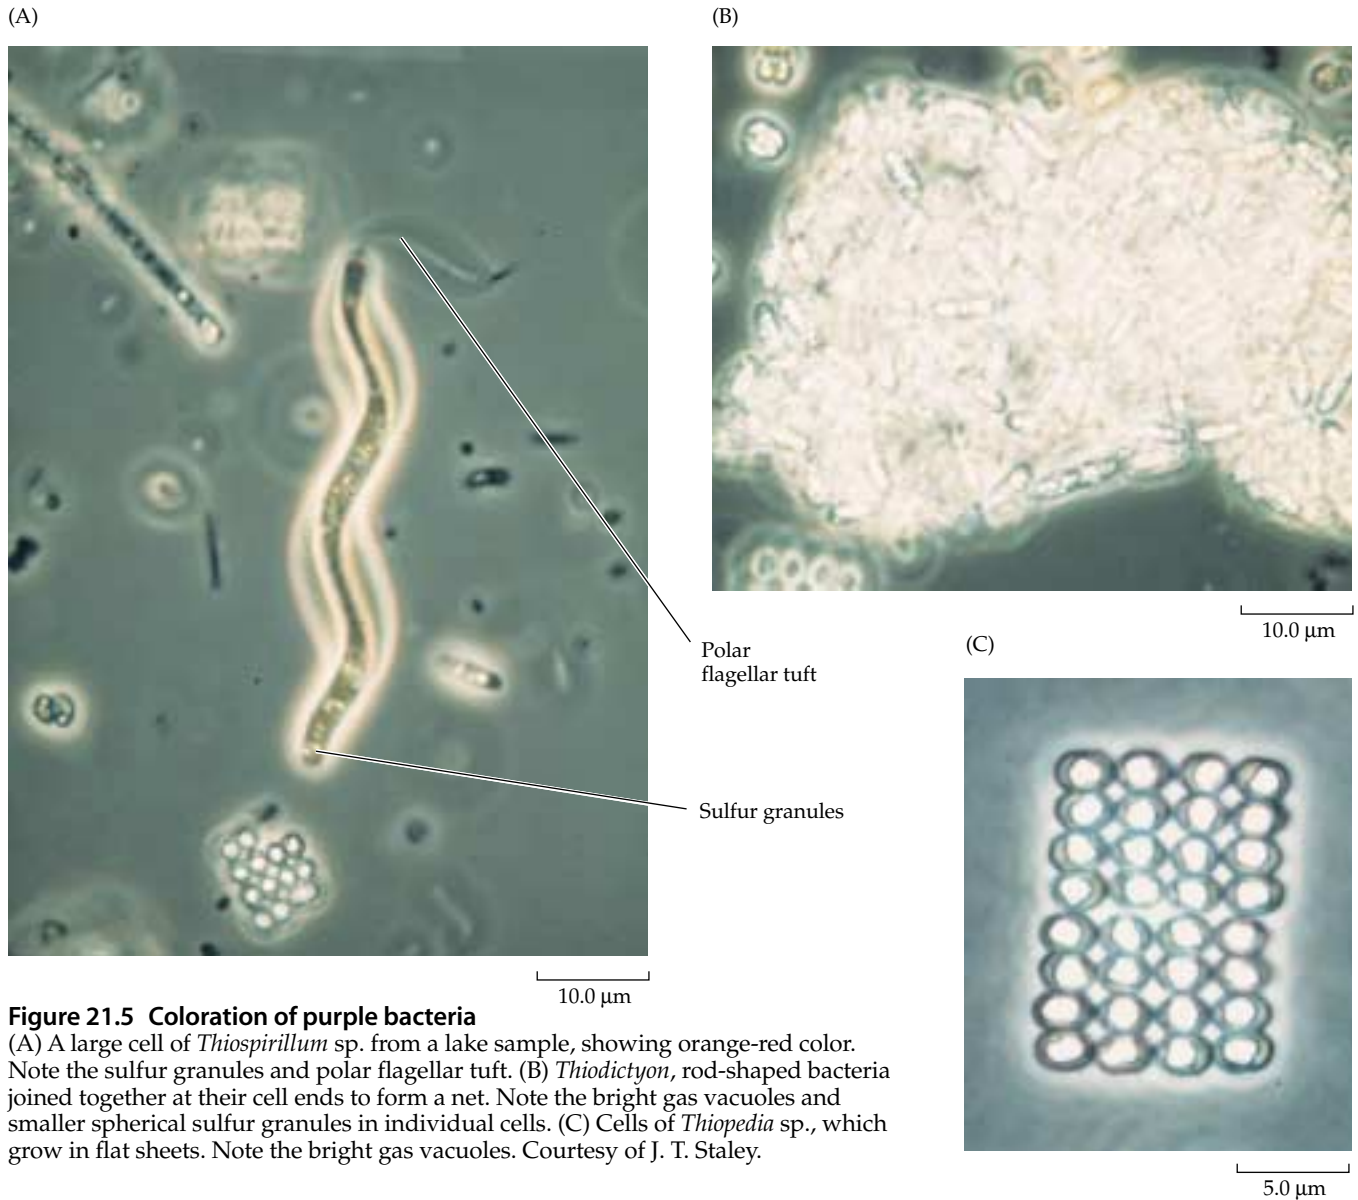 (A)
(B)
10.0 µm
Polar
flagellar tuft
(C)
Sulfur granules
10.0 µm
5.0 µm
Figure 21.5 Coloration of purple bacteria
(A) A large cell of Thiospirillum sp. from a lake sample, showing orange-red color.
Note the sulfur granules and polar flagellar tuft. (B) Thiodictyon, rod-shaped bacteria
joined together at their cell ends to form a net. Note the bright gas vacuoles and
smaller spherical sulfur granules in individual cells. (C) Cells of Thiopedia sp., which
grow in flat sheets. Note the bright gas vacuoles. Courtesy of J. T. Staley.